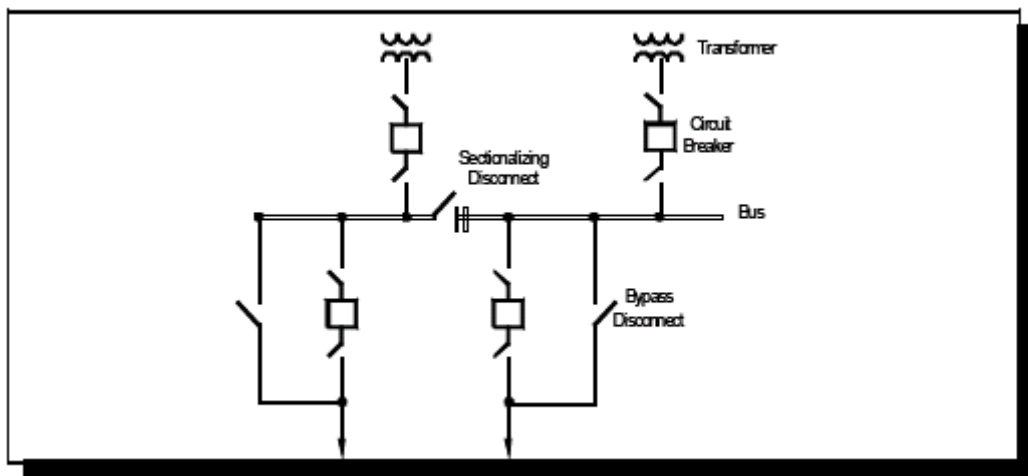 Transformer
Circuit
Breaker
Sectionalizing
Disconnect
Bus
Bypass
Disconnect